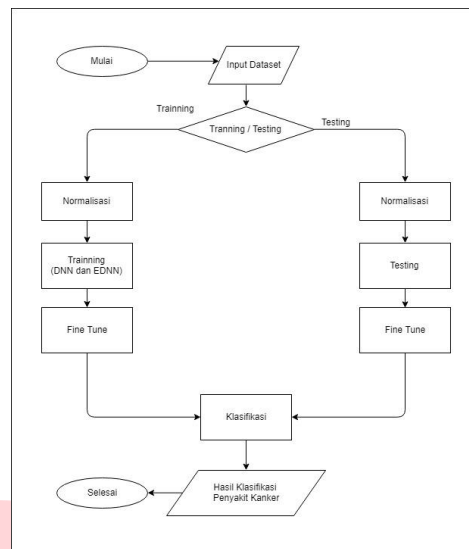 Mulai
Input Dataset
Trainning
Tranning / Testing
Testing
Normalisasi
Normalisasi
Trainning
(DNN dan EDNN)
Testing
Fine Tune
Fine Tune
Klasifikasi
Selesai
Hasil Klasifikasi
Penyakit Kanker